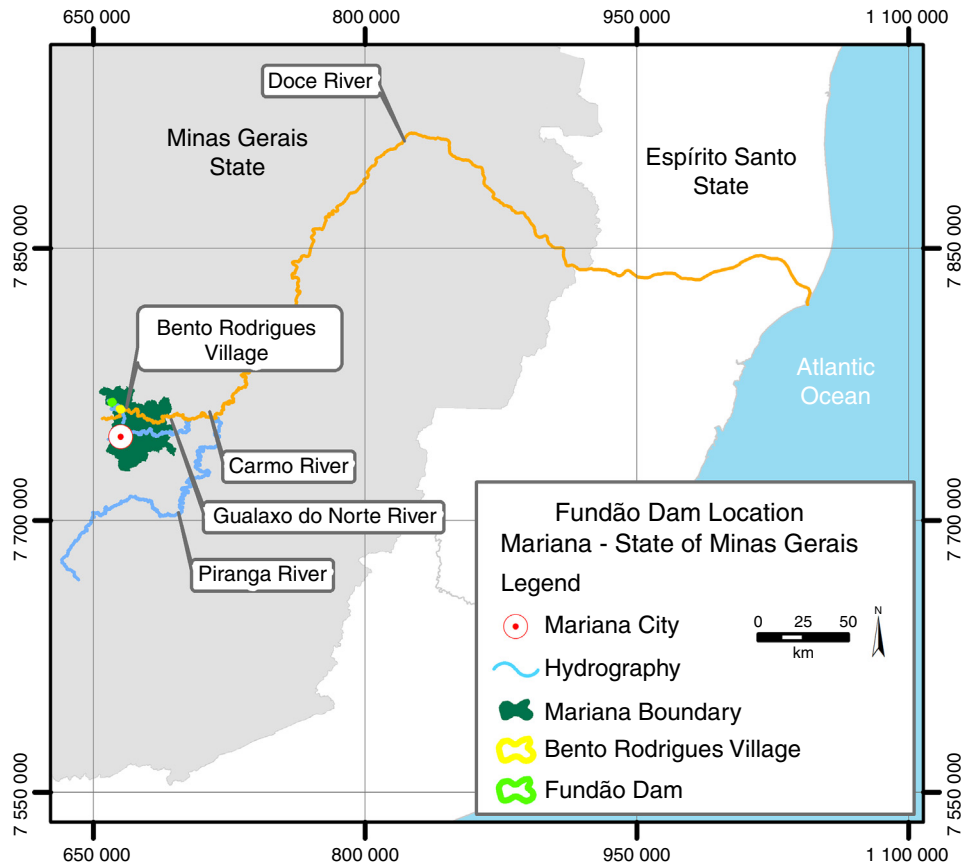 650 000
800 000
950 000
1 100 000
Doce River
Minas Gerais
State
Espírito Santo
State
7 850 000
7 850 000
Bento Rodrigues
Village
Atlantic
Ocean
Carmo River
Gualaxo do Norte River
Piranga River
7 700 000
7 700 000
Fundão Dam Location
Mariana - State of Minas Gerais
Legend
Mariana City
0 25 50
km
N
Hydrography
Mariana Boundary
Bento Rodrigues Village
Fundão Dam
7 550 000
7 550 000
650 000
800 000
950 000
1 100 000